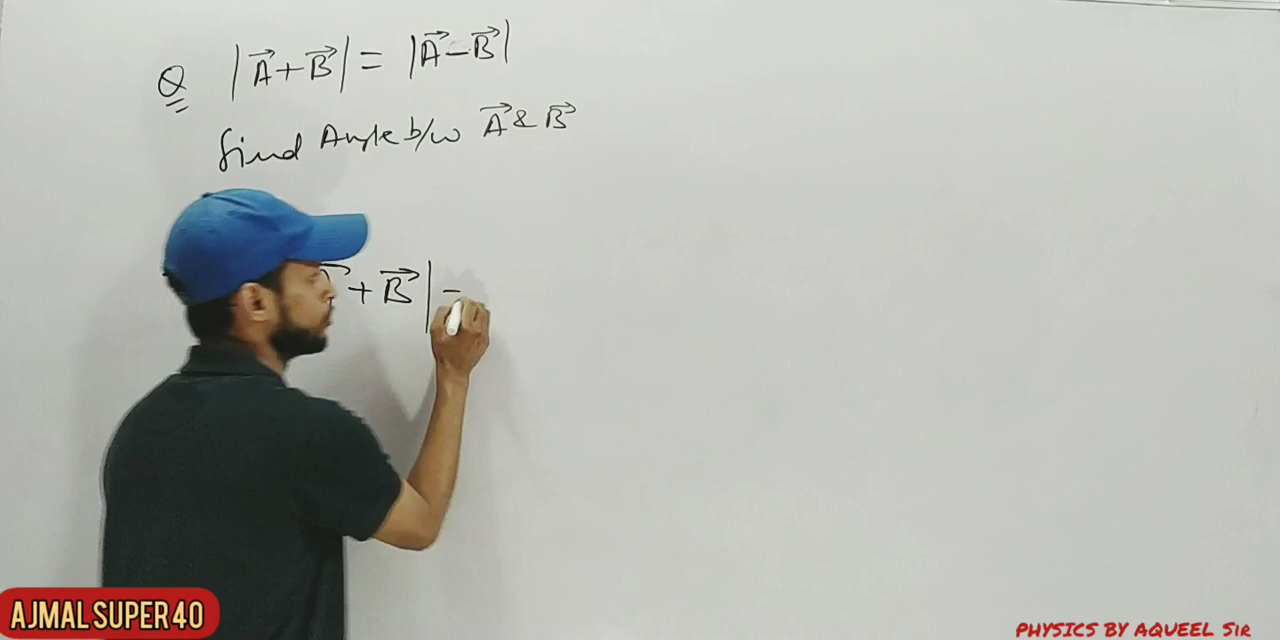 Q |A⃗+B⃗| = |A⃗−B⃗|
find Angle b/w A⃗ & B⃗
+ B⃗| =
AJMAL SUPER 40
PHYSICS BY AQUEEL SIR